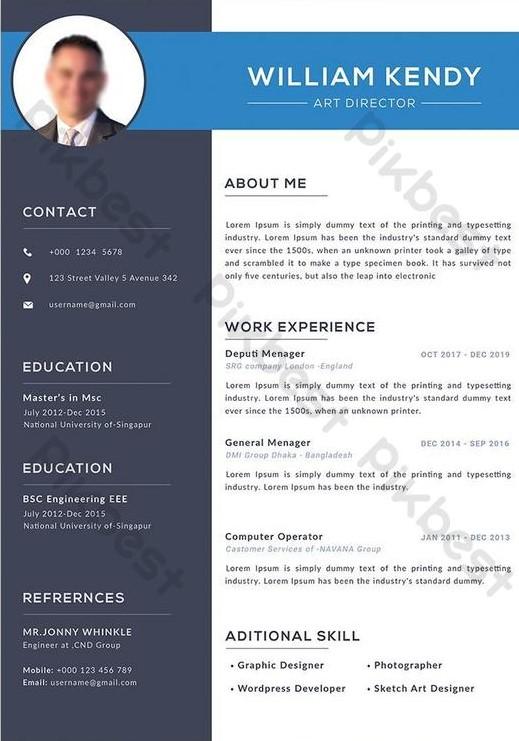 WILLIAM KENDY
ART DIRECTOR
CONTACT
+000 1234 5678
123 Street Valley 5 Avenue 342
username@gmail.com
EDUCATION
Master's in Msc
July 2012-Dec 2015
National University of-Singapur
EDUCATION
BSC Engineering EEE
July 2012-Dec 2015
National University of-Singapur
REFRERNCES
MR.JONNY WHINKLE
Engineer at ,CND Group
Mobile: +000 123 456 789
Email: username@gmail.com
ABOUT ME
Lorem Ipsum is simply dummy text of the printing and typesetting
industry. Lorem Ipsum has been the industry's standard dummy text
ever since the 1500s, when an unknown printer took a galley of type
and scrambled it to make a type specimen book. It has survived not
only five centuries, but also the leap into electronic
WORK EXPERIENCE
Deputi Menager OCT 2017 - DEC 2019
SRG company London -England
Lorem Ipsum is simply dummy text of the printing and typesetting
industry. Lorem Ipsum has been the industry's standard dummy text
ever since the 1500s, when an unknown printer.
General Manager DEC 2014 - SEP 2016
DMI Group Dhaka - Bangladesh
Lorem Ipsum is simply dummy text of the printing and typesetting
industry. Lorem Ipsum has been the industry.
Computer Operator JAN 2011 - DEC 2013
Castomer Services of -NAVANA Group
Lorem Ipsum is simply dummy text of the printing and typesetting
industry. Lorem Ipsum has been the industry's standard dummy.
ADITIONAL SKILL
• Graphic Designer • Photographer
• Wordpress Developer • Sketch Art Designer
pikbest
pikbest
pikbest
pikbest
pikbest